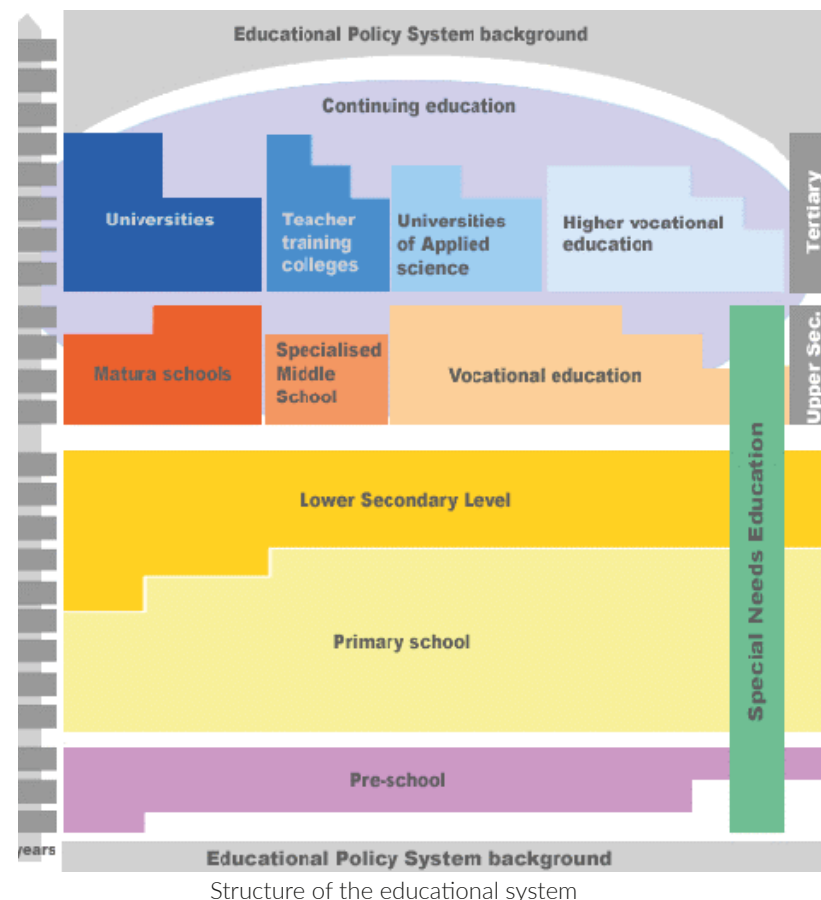 Educational Policy System background
Continuing education
Universities
Teacher
training
colleges
Universities
of Applied
science
Higher vocational
education
Tertiary
Matura schools
Specialised
Middle
School
Vocational education
Upper Sec.
Lower Secondary Level
Primary school
Special Needs Education
Pre-school
years
Educational Policy System background
Structure of the educational system